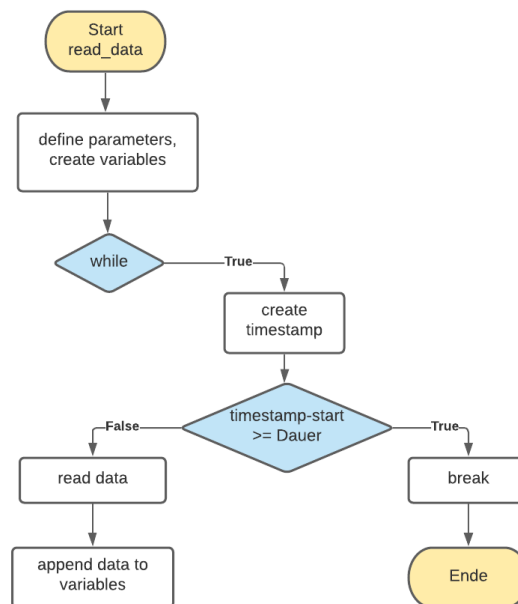 Start
read_data
define parameters,
create variables
while
True
create
timestamp
timestamp-start
>= Dauer
False
True
read data
break
append data to
variables
Ende